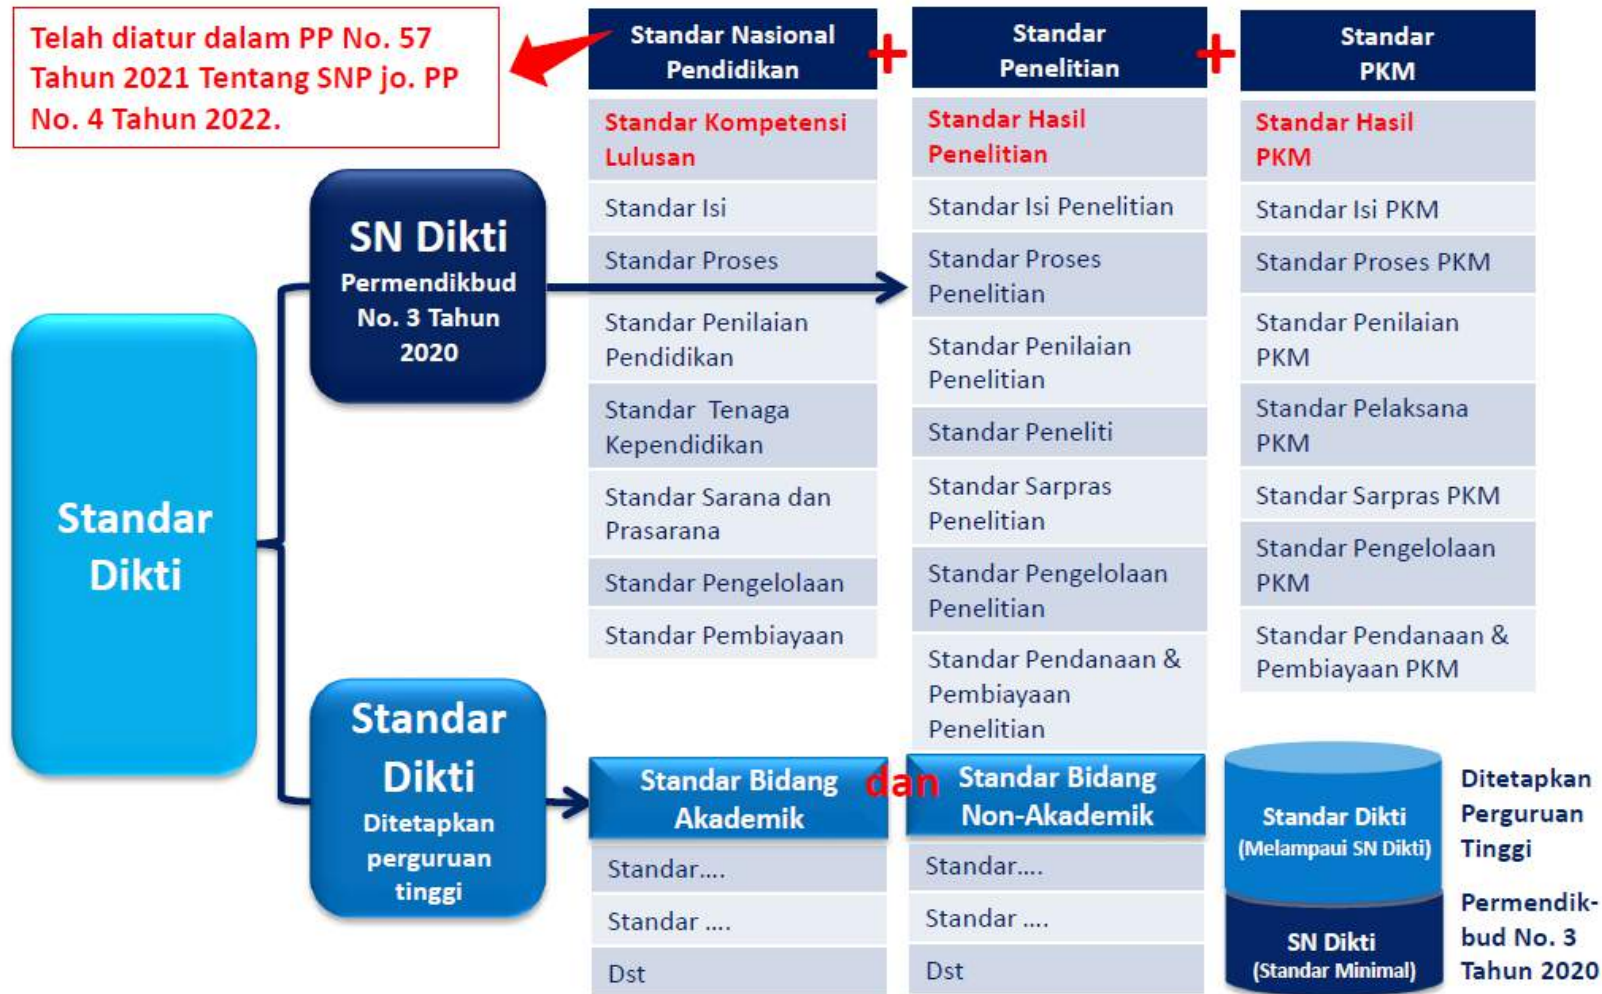 Telah diatur dalam PP No. 57
Tahun 2021 Tentang SNP jo. PP
No. 4 Tahun 2022.
Standar
Dikti
SN Dikti
Permendikbud
No. 3 Tahun
2020
Standar
Dikti
Ditetapkan
perguruan
tinggi
Standar Nasional
Pendidikan
Standar Kompetensi
Lulusan
Standar Isi
Standar Proses
Standar Penilaian
Pendidikan
Standar Tenaga
Kependidikan
Standar Sarana dan
Prasarana
Standar Pengelolaan
Standar Pembiayaan
+
Standar
Penelitian
Standar Hasil
Penelitian
Standar Isi Penelitian
Standar Proses
Penelitian
Standar Penilaian
Penelitian
Standar Peneliti
Standar Sarpras
Penelitian
Standar Pengelolaan
Penelitian
Standar Pendanaan &
Pembiayaan
Penelitian
+
Standar
PKM
Standar Hasil
PKM
Standar Isi PKM
Standar Proses PKM
Standar Penilaian
PKM
Standar Pelaksana
PKM
Standar Sarpras PKM
Standar Pengelolaan
PKM
Standar Pendanaan &
Pembiayaan PKM
Standar Bidang
Akademik
Standar....
Standar ....
Dst
dan
Standar Bidang
Non-Akademik
Standar....
Standar ....
Dst
Standar Dikti
(Melampaui SN Dikti)
SN Dikti
(Standar Minimal)
Ditetapkan
Perguruan
Tinggi
Permendik-
bud No. 3
Tahun 2020